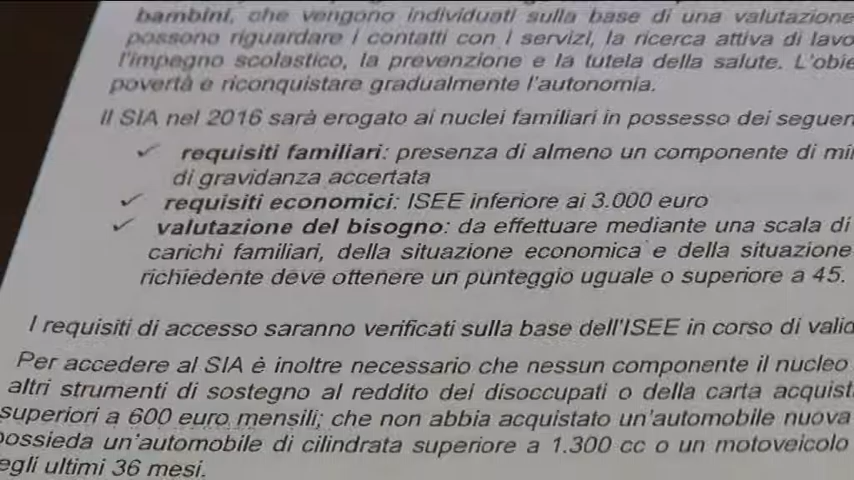 bambini, che vengono individuati sulla base di una valutazione
possono riguardare i contatti con i servizi, la ricerca attiva di lavo
l'impegno scolastico, la prevenzione e la tutela della salute. L'obie
povertà e riconquistare gradualmente l'autonomia.
Il SIA nel 2016 sarà erogato ai nuclei familiari in possesso dei seguen
✓ requisiti familiari: presenza di almeno un componente di mi
di gravidanza accertata
✓ requisiti economici: ISEE inferiore ai 3.000 euro
✓ valutazione del bisogno: da effettuare mediante una scala di
carichi familiari, della situazione economica e della situazione
richiedente deve ottenere un punteggio uguale o superiore a 45.
I requisiti di accesso saranno verificati sulla base dell'ISEE in corso di valid
Per accedere al SIA è inoltre necessario che nessun componente il nucleo
altri strumenti di sostegno al reddito dei disoccupati o della carta acquist
superiori a 600 euro mensili; che non abbia acquistato un'automobile nuova
possieda un'automobile di cilindrata superiore a 1.300 cc o un motoveicolo
egli ultimi 36 mesi.